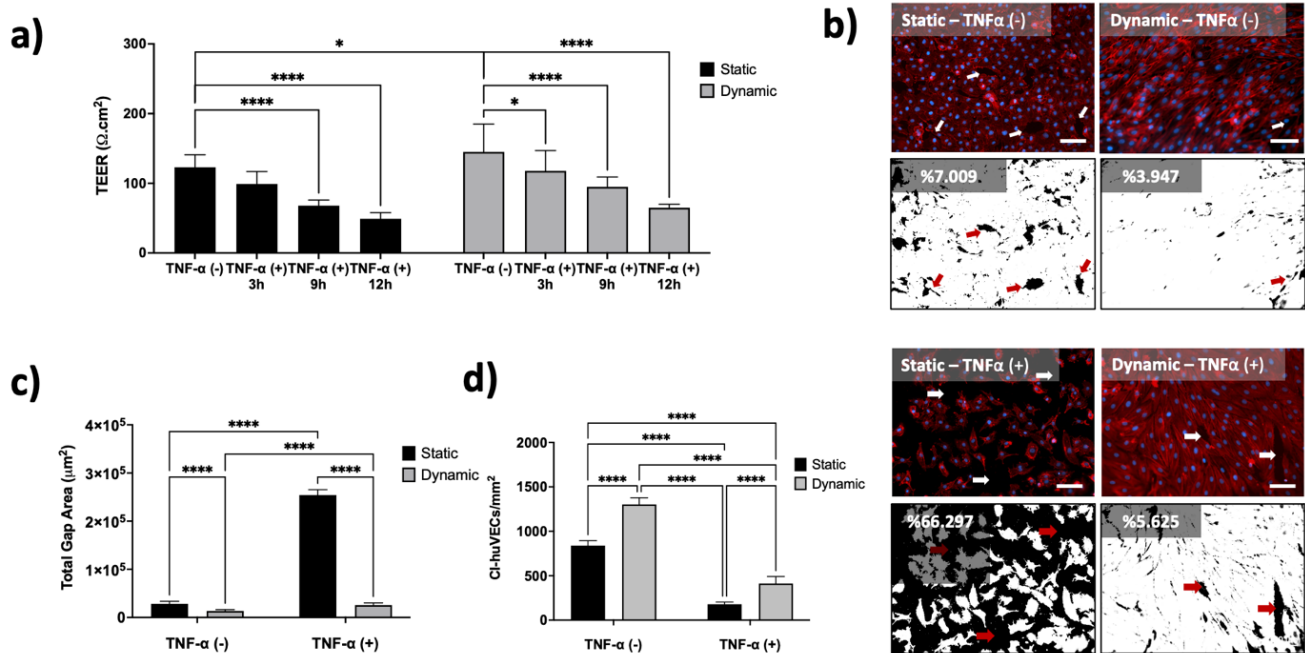 a)
300
200
100
0
TEER (Ω.cm2)
*
****
****
****
****
*
Static
Dynamic
TNF-α (-) TNF-α (+) TNF-α (+) TNF-α (+)
3h 9h 12h
TNF-α (-) TNF-α (+) TNF-α (+) TNF-α (+)
3h 9h 12h
b)
Static – TNFα (-)
Dynamic – TNFα (-)
%7.009
%3.947
Static – TNFα (+)
Dynamic – TNFα (+)
%66.297
%5.625
c)
4×10⁵
3×10⁵
2×10⁵
1×10⁵
0
Total Gap Area (μm²)
****
****
****
****
Static
Dynamic
TNF-α (-)
TNF-α (+)
d)
2000
1500
1000
500
0
CI-huVECs/mm²
****
****
****
****
****
****
Static
Dynamic
TNF-α (-)
TNF-α (+)